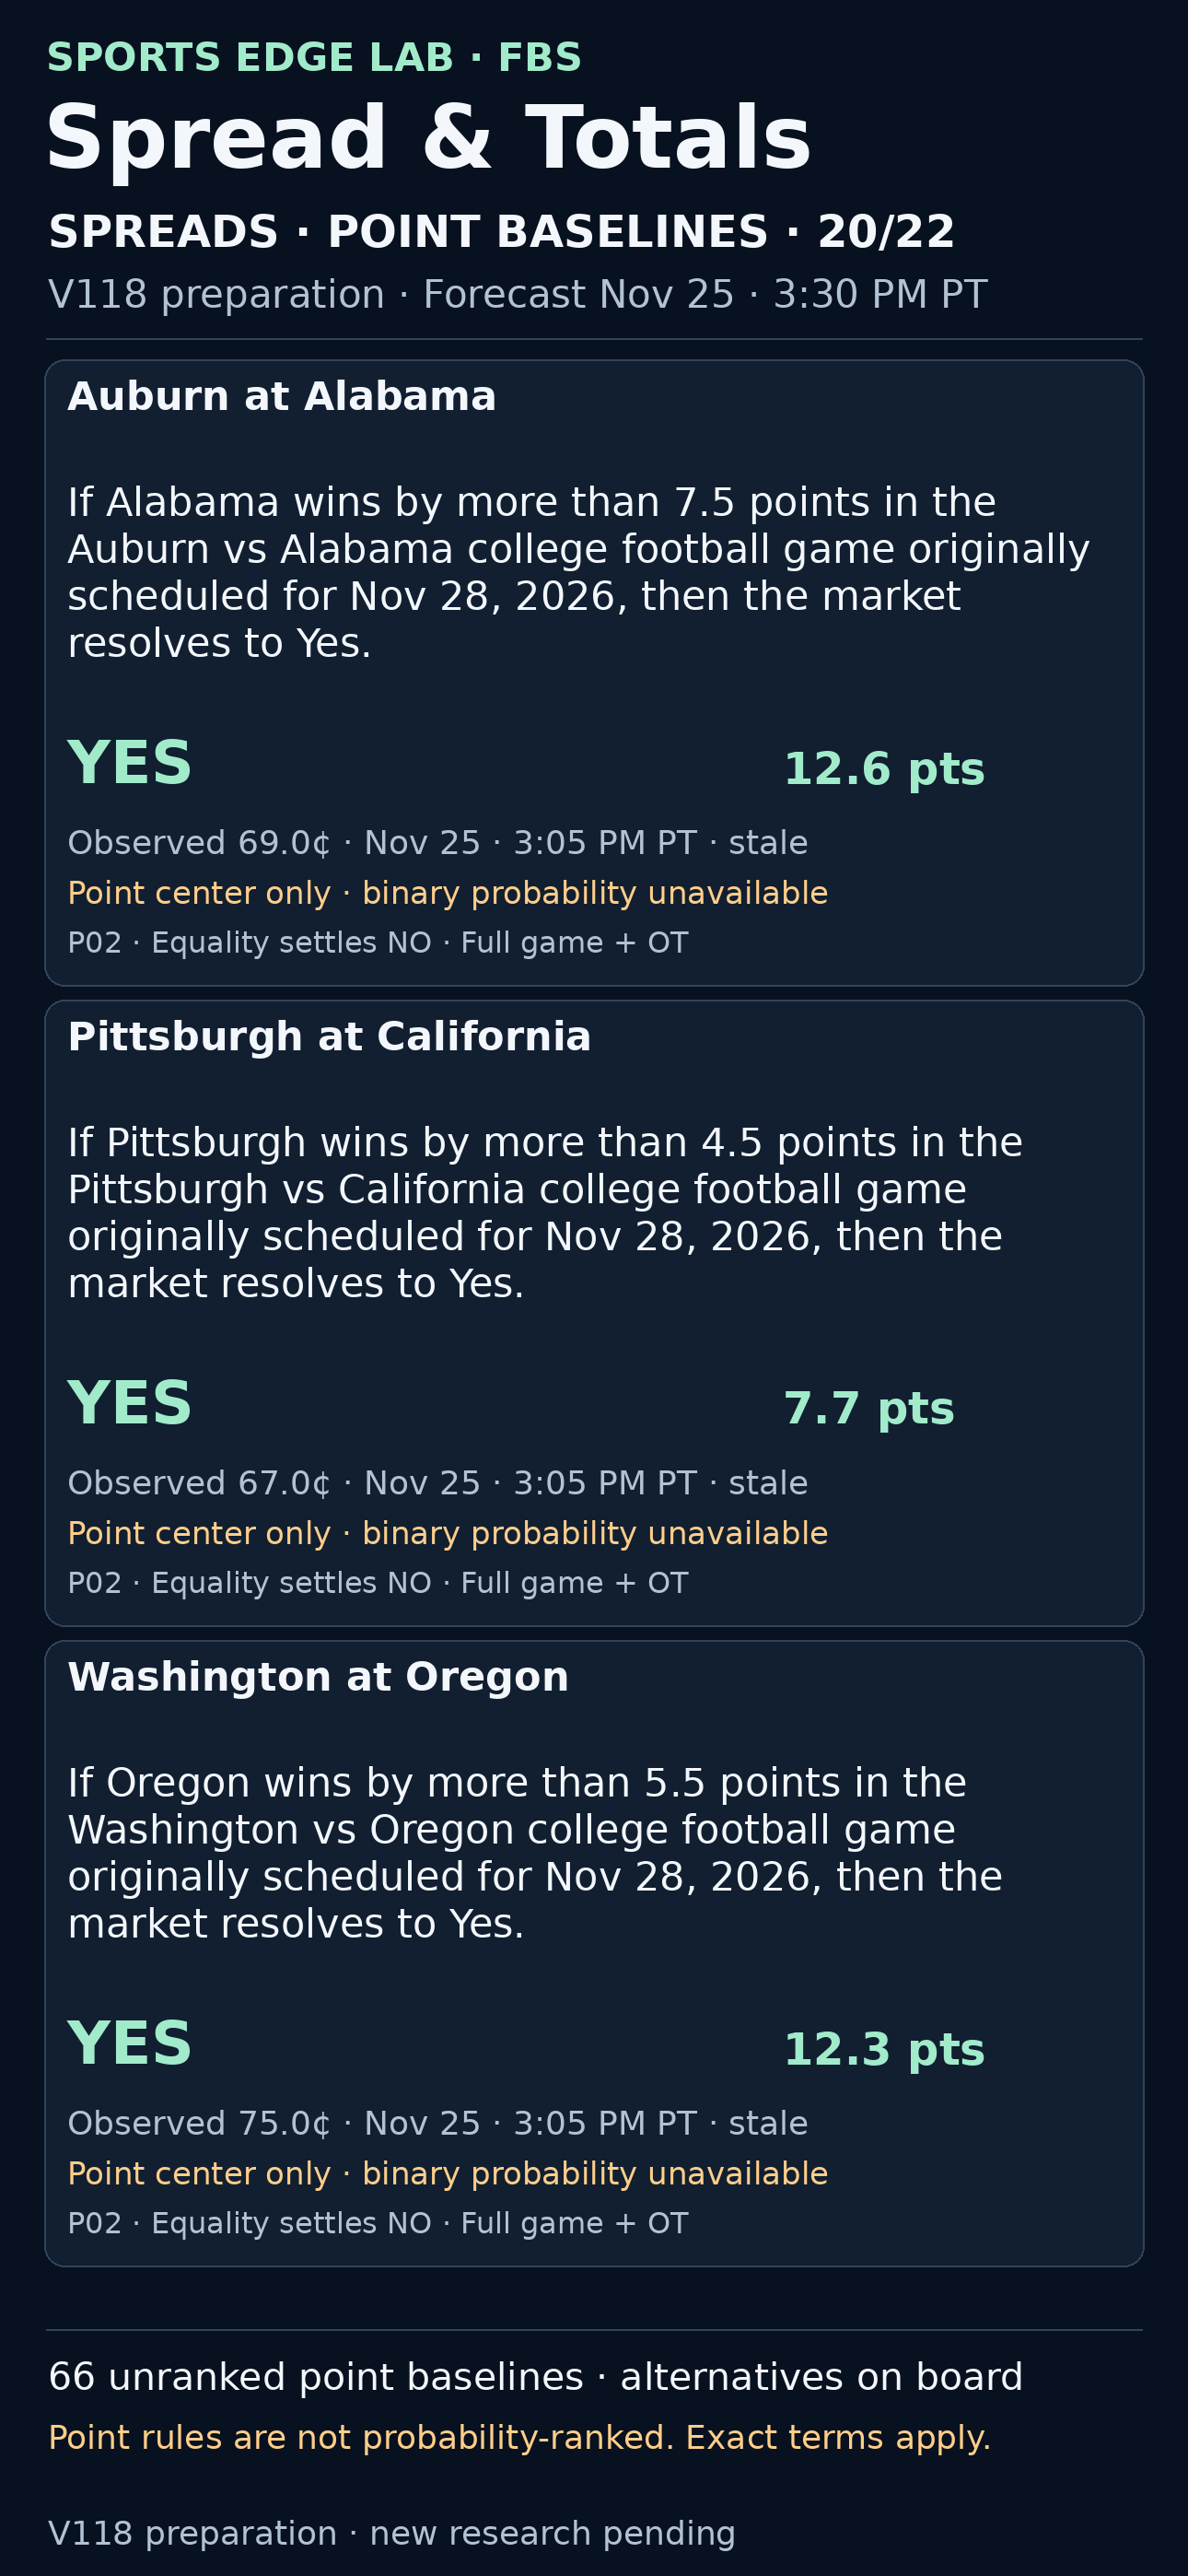 SPORTS EDGE LAB · FBS
Spread & Totals
SPREADS · POINT BASELINES · 20/22
V118 preparation · Forecast Nov 25 · 3:30 PM PT
Auburn at Alabama
If Alabama wins by more than 7.5 points in the
Auburn vs Alabama college football game originally
scheduled for Nov 28, 2026, then the market
resolves to Yes.
YES 12.6 pts
Observed 69.0¢ · Nov 25 · 3:05 PM PT · stale
Point center only · binary probability unavailable
P02 · Equality settles NO · Full game + OT
Pittsburgh at California
If Pittsburgh wins by more than 4.5 points in the
Pittsburgh vs California college football game
originally scheduled for Nov 28, 2026, then the
market resolves to Yes.
YES 7.7 pts
Observed 67.0¢ · Nov 25 · 3:05 PM PT · stale
Point center only · binary probability unavailable
P02 · Equality settles NO · Full game + OT
Washington at Oregon
If Oregon wins by more than 5.5 points in the
Washington vs Oregon college football game
originally scheduled for Nov 28, 2026, then the
market resolves to Yes.
YES 12.3 pts
Observed 75.0¢ · Nov 25 · 3:05 PM PT · stale
Point center only · binary probability unavailable
P02 · Equality settles NO · Full game + OT
66 unranked point baselines · alternatives on board
Point rules are not probability-ranked. Exact terms apply.
V118 preparation · new research pending